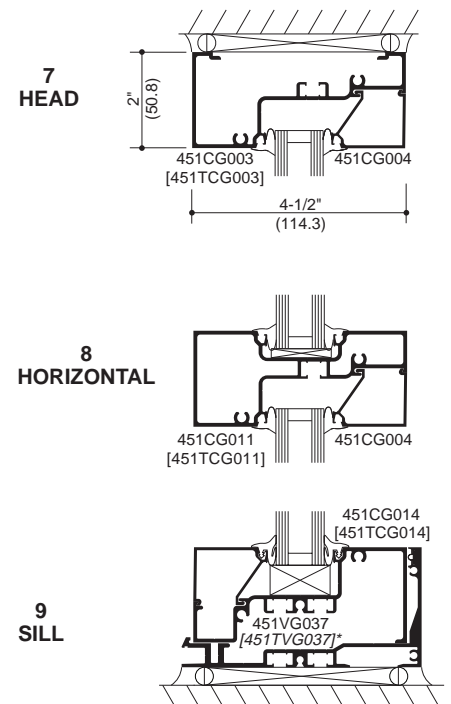 7
HEAD
2"
(50.8)
451CG003
[451TCG003]
451CG004
4-1/2"
(114.3)
8
HORIZONTAL
451CG011
[451TCG011]
451CG004
451CG014
[451TCG014]
9
SILL
451VG037
[451TVG037]*